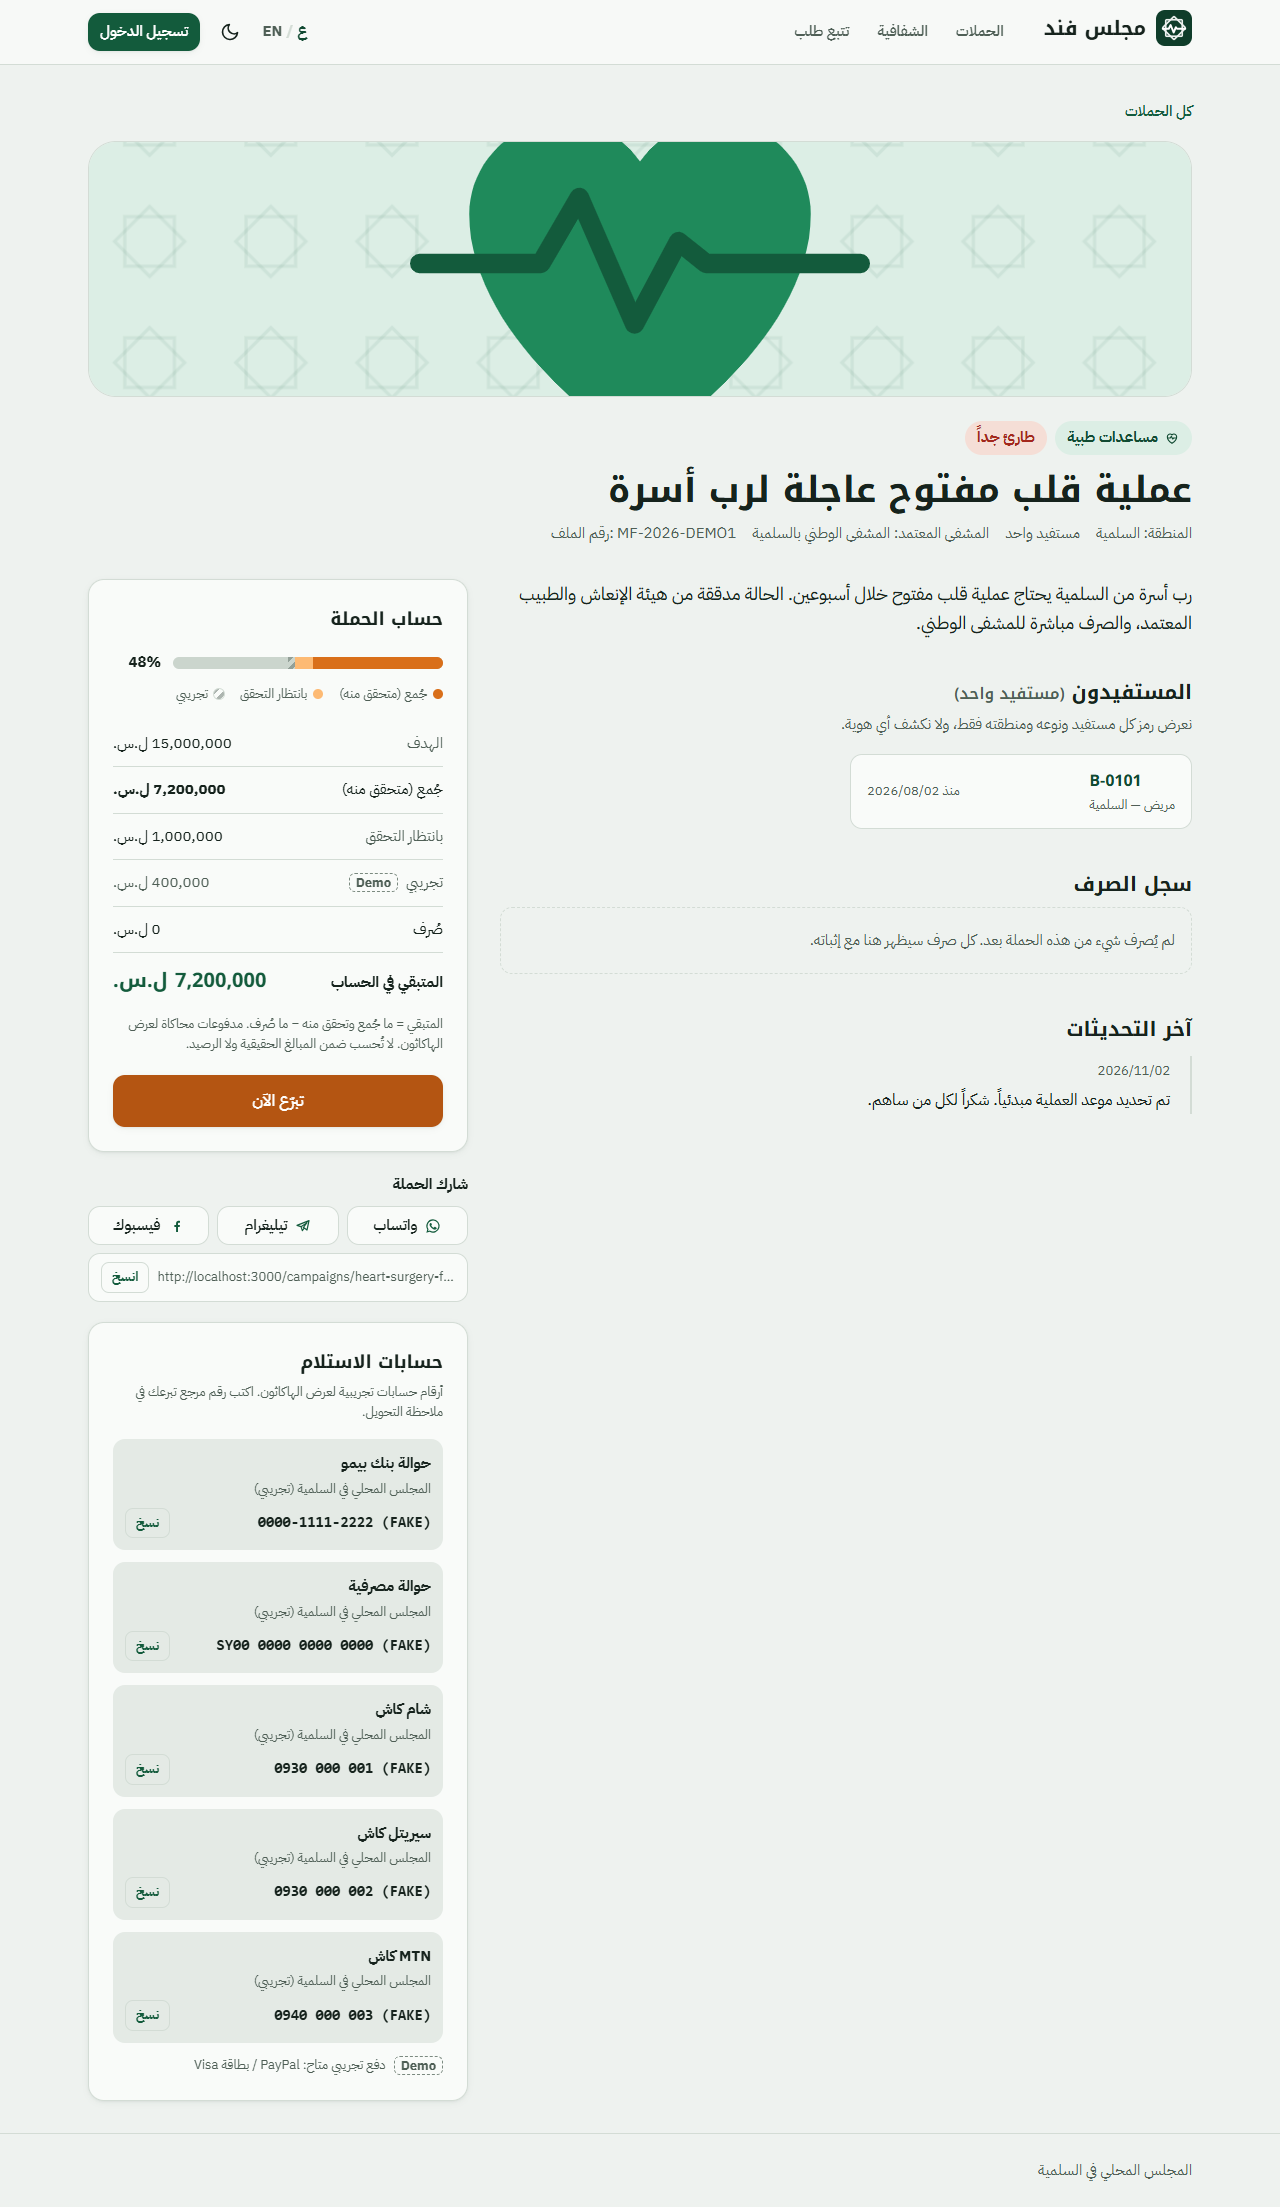 مجلس فند
الحملات
الشفافية
تتبع طلب
ع / EN
تسجيل الدخول
كل الحملات
مساعدات طبية
طارئ جداً
عملية قلب مفتوح عاجلة لرب أسرة
المنطقة: السلمية مستفيد واحد المشفى المعتمد: المشفى الوطني بالسلمية رقم الملف: MF-2026-DEMO1
رب أسرة من السلمية يحتاج عملية قلب مفتوح خلال أسبوعين. الحالة مدققة من هيئة الإنعاش والطبيب
المعتمد، والصرف مباشرة للمشفى الوطني.
المستفيدون (مستفيد واحد)
نعرض رمز كل مستفيد ونوعه ومنطقته فقط، ولا نكشف أي هوية.
B-0101
مريض — السلمية
منذ 2026/08/02
سجل الصرف
لم يُصرف شيء من هذه الحملة بعد. كل صرف سيظهر هنا مع إثباته.
آخر التحديثات
2026/11/02
تم تحديد موعد العملية مبدئياً. شكراً لكل من ساهم.
حساب الحملة
48%
جُمع (متحقق منه)
بانتظار التحقق
تجريبي
الهدف 15,000,000 ل.س.
جُمع (متحقق منه) 7,200,000 ل.س.
بانتظار التحقق 1,000,000 ل.س.
تجريبي Demo 400,000 ل.س.
صُرف 0 ل.س.
المتبقي في الحساب 7,200,000 ل.س.
المتبقي = ما جُمع وتحقق منه − ما صُرف. مدفوعات محاكاة لعرض
الهاكاثون. لا تُحسب ضمن المبالغ الحقيقية ولا الرصيد.
تبرّع الآن
شارك الحملة
واتساب
تيليغرام
فيسبوك
http://localhost:3000/campaigns/heart-surgery-f...
انسخ
حسابات الاستلام
أرقام حسابات تجريبية لعرض الهاكاثون. اكتب رقم مرجع تبرعك في
ملاحظة التحويل.
حوالة بنك بيمو
المجلس المحلي في السلمية (تجريبي)
0000-1111-2222 (FAKE)
نسخ
حوالة مصرفية
المجلس المحلي في السلمية (تجريبي)
SY00 0000 0000 0000 (FAKE)
نسخ
شام كاش
المجلس المحلي في السلمية (تجريبي)
0930 000 001 (FAKE)
نسخ
سيريتل كاش
المجلس المحلي في السلمية (تجريبي)
0930 000 002 (FAKE)
نسخ
MTN كاش
المجلس المحلي في السلمية (تجريبي)
0940 000 003 (FAKE)
نسخ
Demo دفع تجريبي متاح: PayPal / بطاقة Visa
المجلس المحلي في السلمية